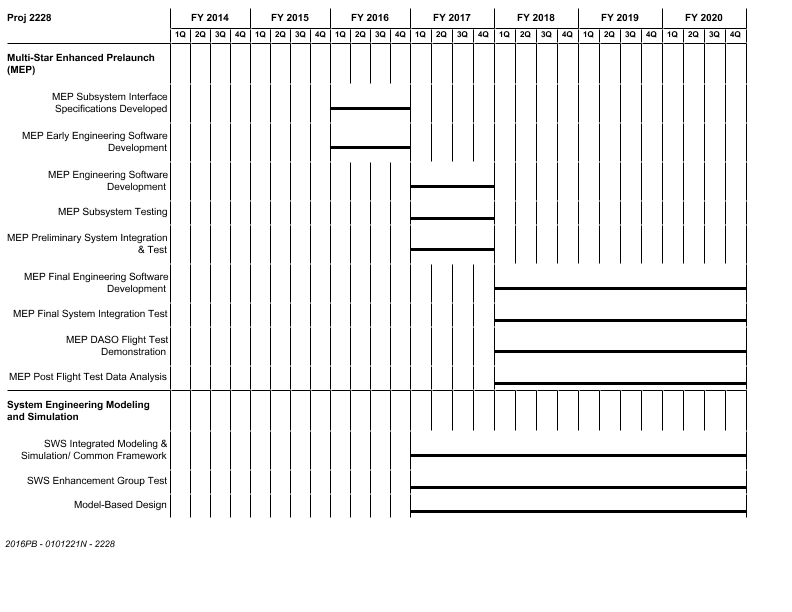 Proj 2228
FY 2014 FY 2015 FY 2016 FY 2017 FY 2018 FY 2019 FY 2020
1Q 2Q 3Q 4Q 1Q 2Q 3Q 4Q 1Q 2Q 3Q 4Q 1Q 2Q 3Q 4Q 1Q 2Q 3Q 4Q 1Q 2Q 3Q 4Q 1Q 2Q 3Q 4Q
Multi-Star Enhanced Prelaunch
(MEP)
MEP Subsystem Interface
Specifications Developed
MEP Early Engineering Software
Development
MEP Engineering Software
Development
MEP Subsystem Testing
MEP Preliminary System Integration
& Test
MEP Final Engineering Software
Development
MEP Final System Integration Test
MEP DASO Flight Test
Demonstration
MEP Post Flight Test Data Analysis
System Engineering Modeling
and Simulation
SWS Integrated Modeling &
Simulation/ Common Framework
SWS Enhancement Group Test
Model-Based Design
2016PB - 0101221N - 2228